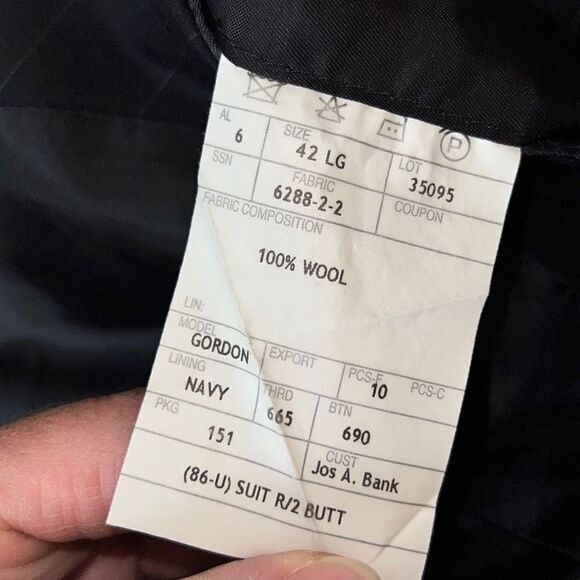 P
AL SIZE LOT
6 42 LG 35095
SSN FABRIC COUPON
6288-2-2
FABRIC COMPOSITION
100% WOOL
LIN:
MODEL EXPORT PCS-F PCS-C
GORDON 10
LINING THRD BTN
NAVY 665 690
PKG CUST
151 Jos A. Bank
(86-U) SUIT R/2 BUTT